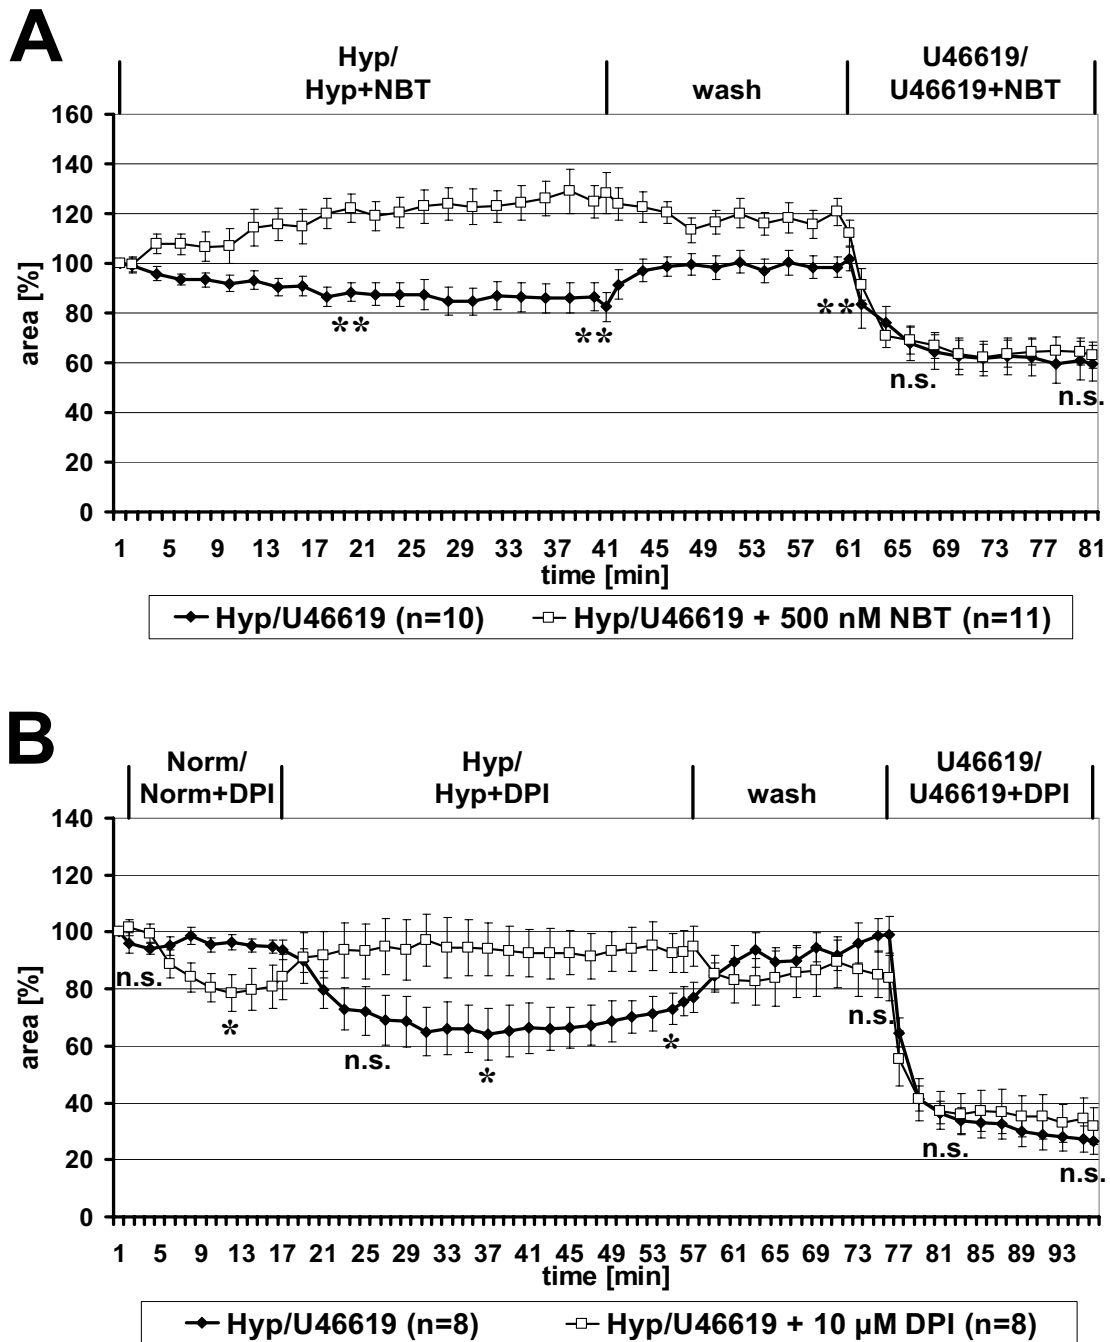 A
Hyp/
Hyp+NBT
wash
U46619/
U46619+NBT
160
140
120
100
80
60
40
20
0
area [%]
**
**
**
n.s.
n.s.
1 5 9 13 17 21 25 29 33 37 41 45 49 53 57 61 65 69 73 77 81
time [min]
Hyp/U46619 (n=10) Hyp/U46619 + 500 nM NBT (n=11)
B
Norm/
Norm+DPI
Hyp/
Hyp+DPI
wash
U46619/
U46619+DPI
140
120
100
80
60
40
20
0
area [%]
n.s.
*
n.s.
*
*
n.s.
n.s.
n.s.
1 5 9 13 17 21 25 29 33 37 41 45 49 53 57 61 65 69 73 77 81 85 89 93
time [min]
Hyp/U46619 (n=8) Hyp/U46619 + 10 µM DPI (n=8)